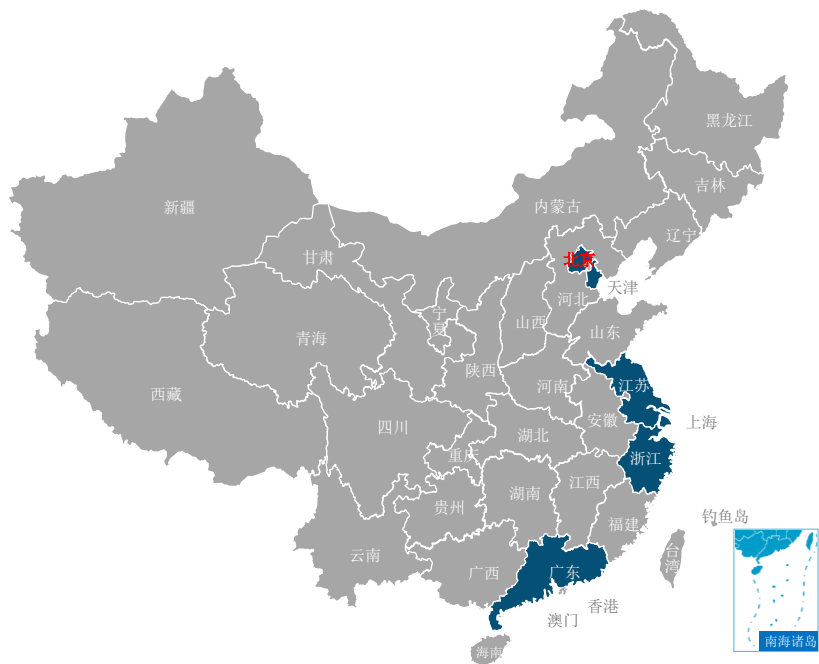 黑龙江
吉林
新疆
内蒙古
辽宁
甘肃
北京
天津
河北
宁夏
山西
山东
青海
陕西
河南
江苏
西藏
安徽
上海
四川
湖北
重庆
浙江
江西
湖南
贵州
钓鱼岛
福建
云南
台湾
广西
广东
香港
澳门
南海诸岛
海南